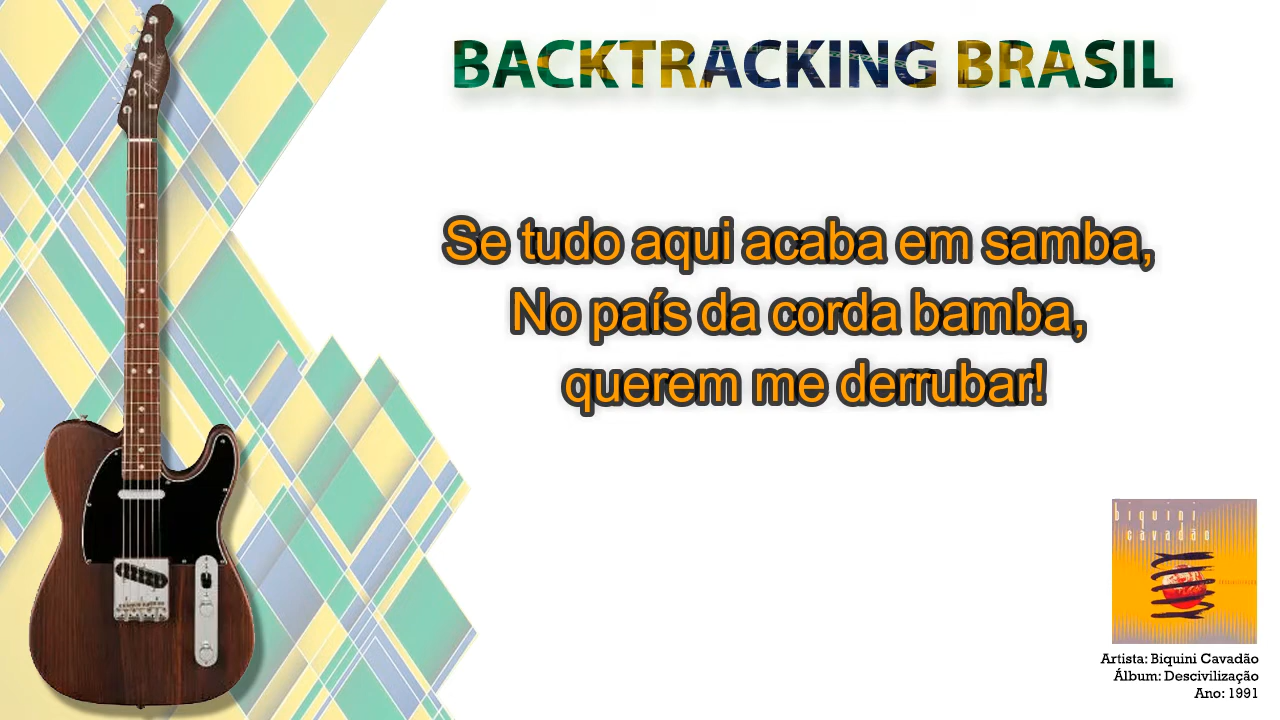 BACKTRACKING BRASIL
Se tudo aqui acaba em samba,
No país da corda bamba,
querem me derrubar!
biquini
cavadão
Artista: Biquini Cavadão
Álbum: Descivilização
Ano: 1991